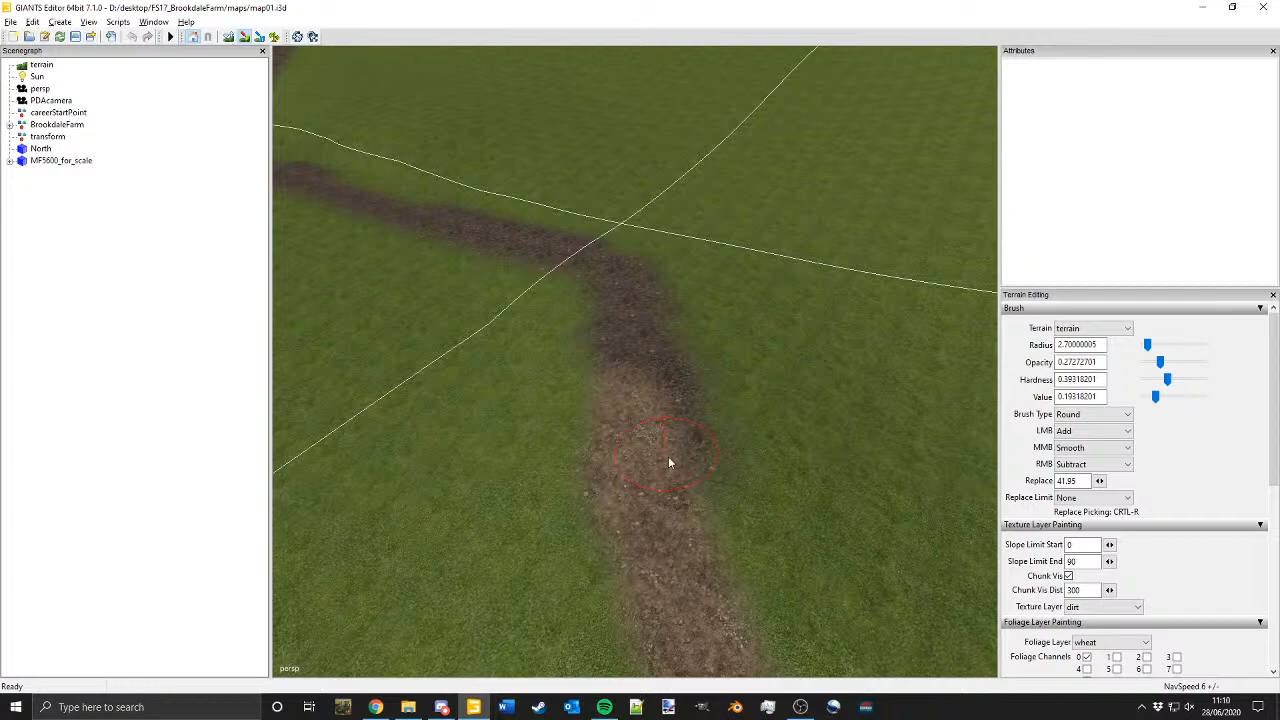 GIANTS Editor 64bit 7.1.0 - D:/desktop/FS17_BrookdaleFarm/maps/map01.i3d
File Edit Create View Scripts Window Help
Scenegraph
terrain
Sun
persp
PDAcamera
careerStartPoint
BrookdaleFarm
transform
North
MF5600_for_scale
persp
Attributes
Terrain Editing
Brush
Terrain terrain
Radius 2.70000005
Opacity 0.27272701
Hardness 0.39318201
Value 0.19318201
Brush Type Round
LMB Add
MMB Smooth
RMB Subtract
Replace 41.95
Replace Limit None
Replace Picking: CRTL-R
Texture Layer Painting
Slope Limit Start 0
Slope Limit End 90
Chunk Vis
Chunk Vis Dist 300
Texture Layer dirt
Foliage Layer Painting
Foliage Layer wheat
Foliage Channels 0 1 2 3
4 5 6 7
Ready
NavSpeed 6 +/-
Type here to search
11:10
28/06/2020